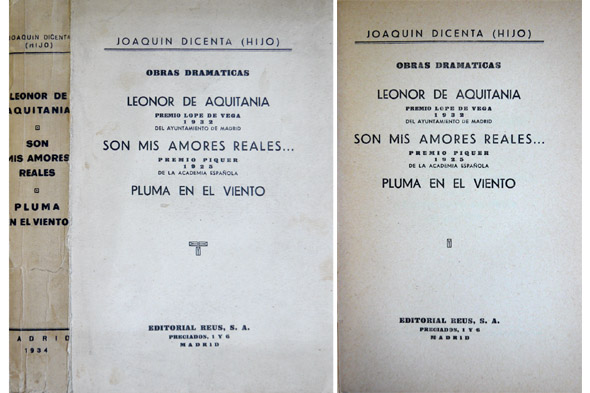 JOAQUIN DICENTA
(HIJO)
LEONOR DE
AQUITANIA
SON
MIS AMORES
REALES
PLUMA
EN EL VIENTO
MADRID
1934
JOAQUIN DICENTA (HIJO)
OBRAS DRAMATICAS
LEONOR DE AQUITANIA
PREMIO LOPE DE VEGA
1932
DEL AYUNTAMIENTO DE MADRID
SON MIS AMORES REALES...
PREMIO PIQUER
1925
DE LA ACADEMIA ESPAÑOLA
PLUMA EN EL VIENTO
EDITORIAL REUS, S. A.
PRECIADOS, 1 Y 6
MADRID
JOAQUIN DICENTA (HIJO)
OBRAS DRAMATICAS
LEONOR DE AQUITANIA
PREMIO LOPE DE VEGA
1932
DEL AYUNTAMIENTO DE MADRID
SON MIS AMORES REALES...
PREMIO PIQUER
1925
DE LA ACADEMIA ESPAÑOLA
PLUMA EN EL VIENTO
EDITORIAL REUS, S. A.
PRECIADOS, 1 Y 6
MADRID